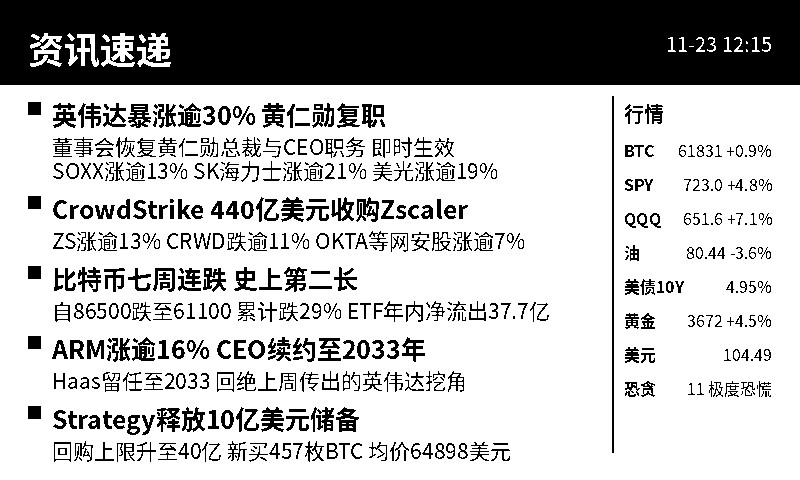 资讯速递
11-23 12:15
英伟达暴涨逾30% 黄仁勋复职
董事会恢复黄仁勋总裁与CEO职务 即时生效
SOXX涨逾13% SK海力士涨逾21% 美光涨逾19%
CrowdStrike 440亿美元收购Zscaler
ZS涨逾13% CRWD跌逾11% OKTA等网安股涨逾7%
比特币七周连跌 史上第二长
自86500跌至61100 累计跌29% ETF年内净流出37.7亿
ARM涨逾16% CEO续约至2033年
Haas留任至2033 回绝上周传出的英伟达挖角
Strategy释放10亿美元储备
回购上限升至40亿 新买457枚BTC 均价64898美元
行情
BTC 61831 +0.9%
SPY 723.0 +4.8%
QQQ 651.6 +7.1%
油 80.44 -3.6%
美债10Y 4.95%
黄金 3672 +4.5%
美元 104.49
恐贪 11 极度恐慌